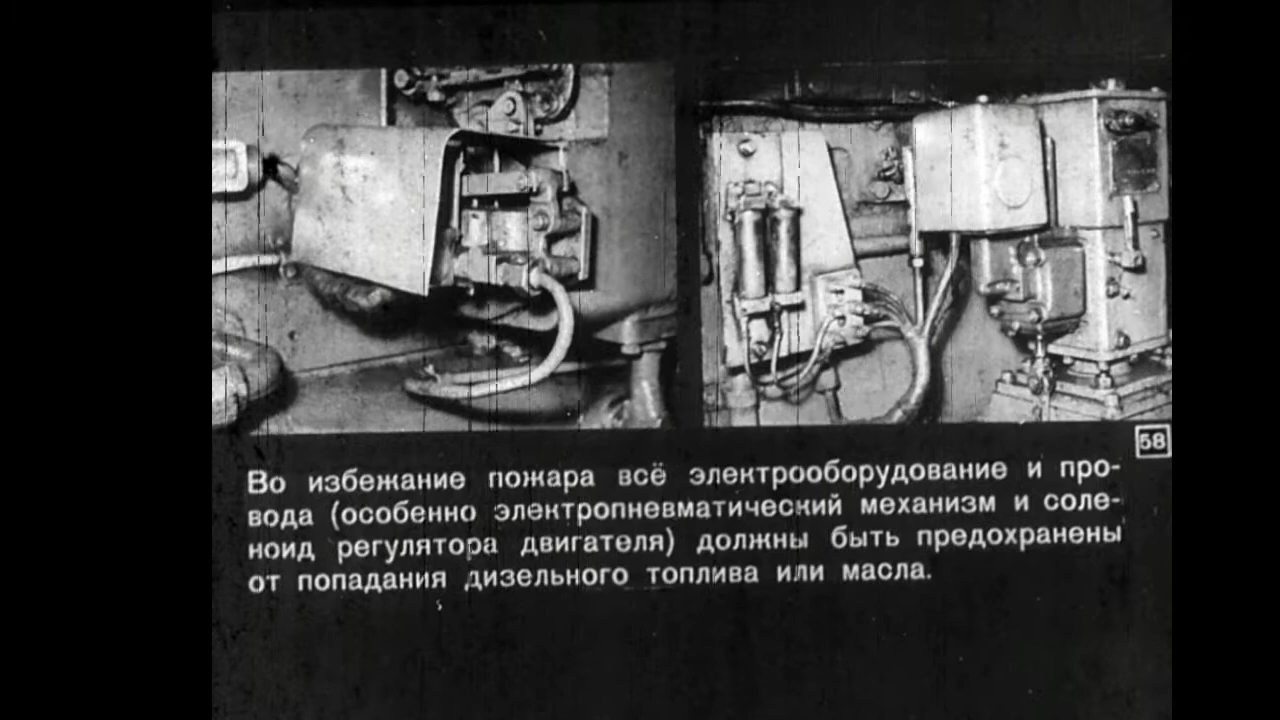 58
Во избежание пожара всё электрооборудование и про-
вода (особенно электропневматический механизм и соле-
ноид регулятора двигателя) должны быть предохранены
от попадания дизельного топлива или масла.